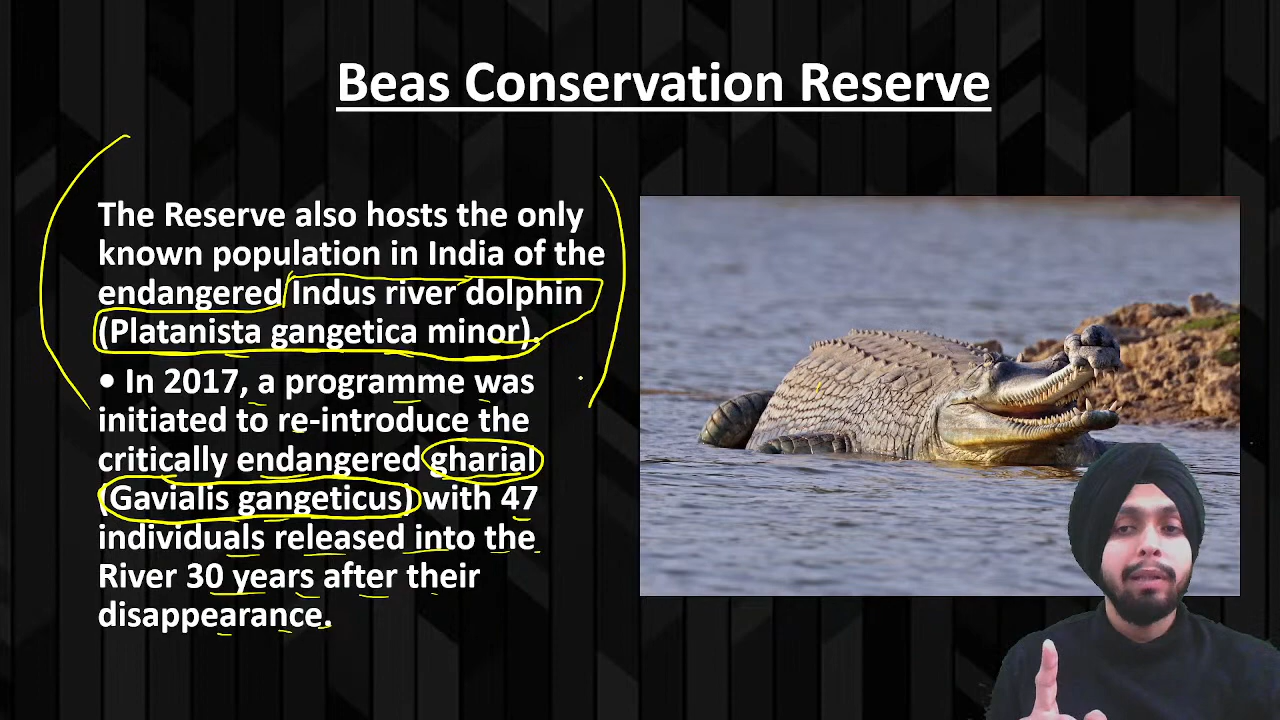 Beas Conservation Reserve
The Reserve also hosts the only
known population in India of the
endangered Indus river dolphin
(Platanista gangetica minor).
• In 2017, a programme was
initiated to re-introduce the
critically endangered gharial
(Gavialis gangeticus) with 47
individuals released into the
River 30 years after their
disappearance.